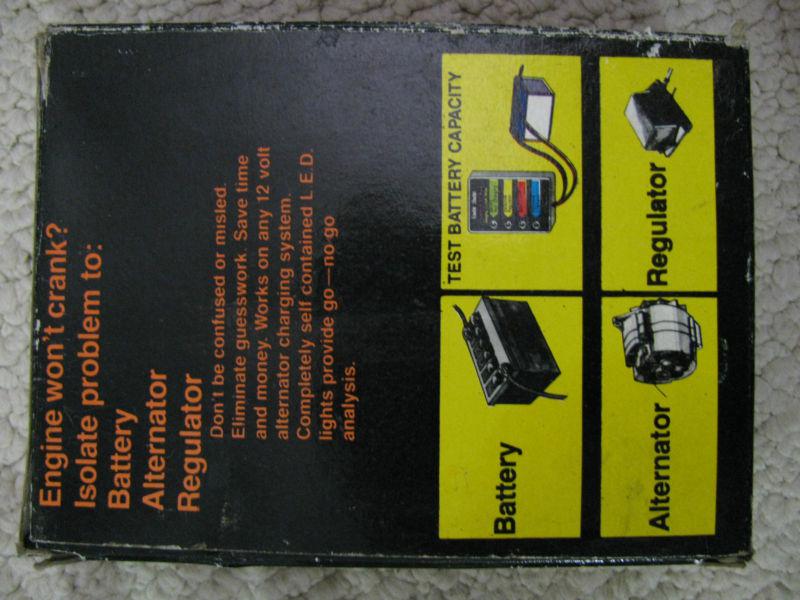 Engine won't crank?
Isolate problem to:
Battery
Alternator
Regulator
Don't be confused or misled.
Eliminate guesswork. Save time
and money. Works on any 12 volt
alternator charging system.
Completely self contained L.E.D.
lights provide go—no-go
analysis.
Battery
TEST BATTERY CAPACITY
Alternator
Regulator